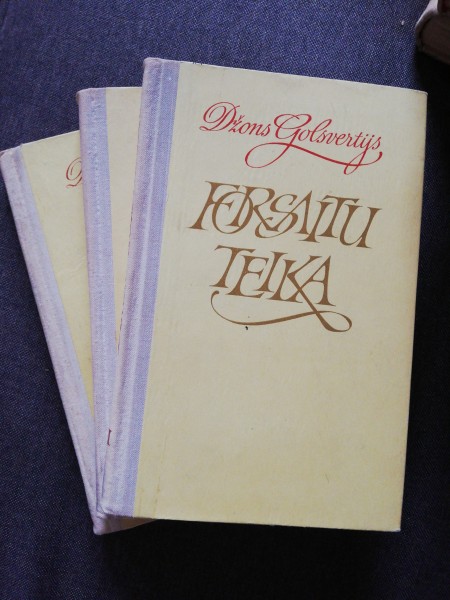 Džons Golsvertijs
FORSAITU
TEIKA
I